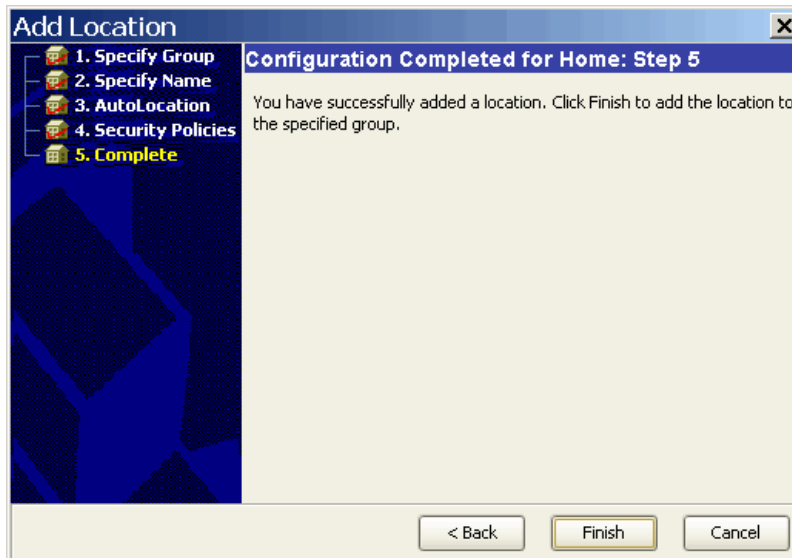 Add Location
1. Specify Group
2. Specify Name
3. AutoLocation
4. Security Policies
5. Complete
Configuration Completed for Home: Step 5
You have successfully added a location. Click Finish to add the location to
the specified group.
< Back
Finish
Cancel